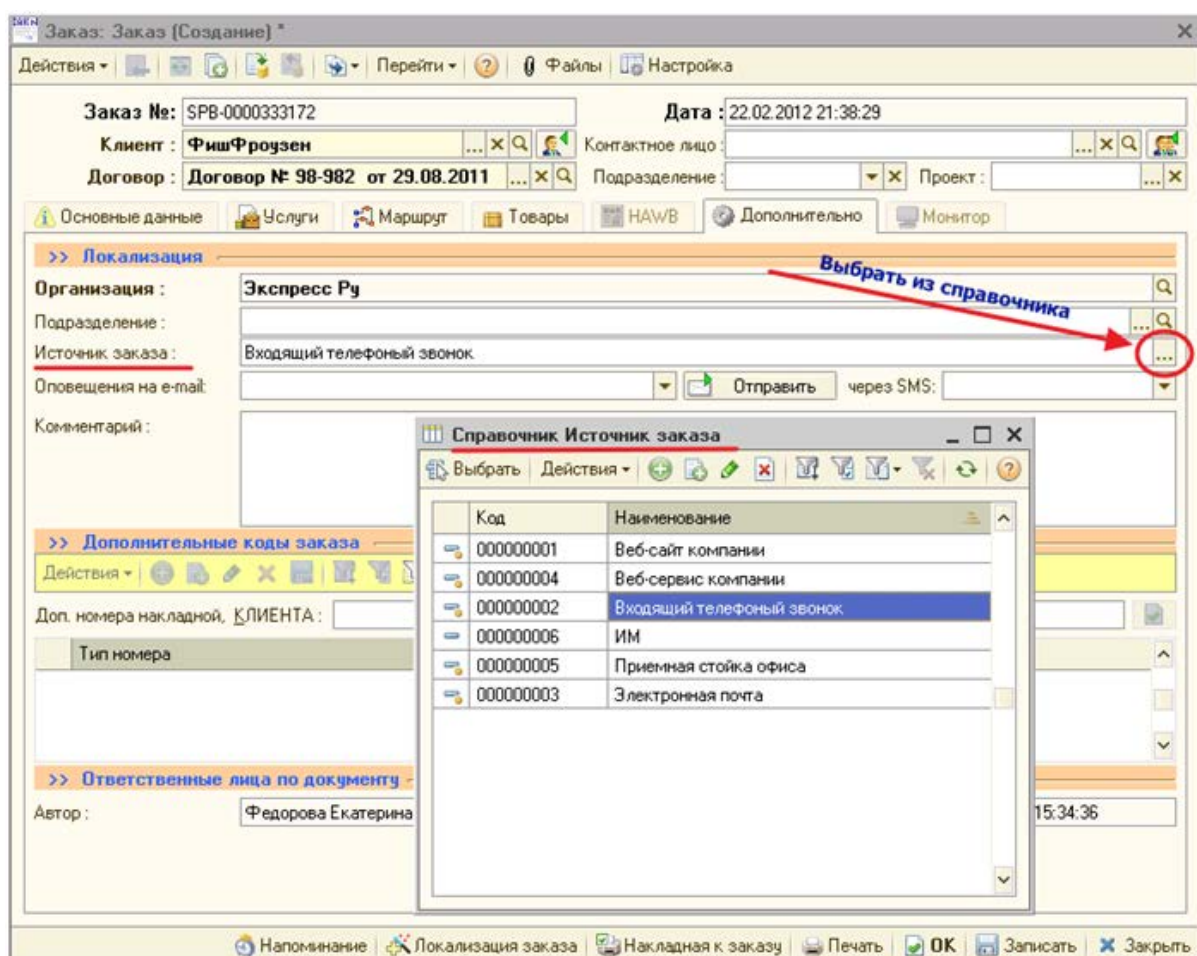 Заказ: Заказ (Создание) *
Действия Перейти Файлы Настройка
Заказ №: SPB-0000333172 Дата : 22.02.2012 21:38:29
Клиент : ФишФроузен ... Контактное лицо : ...
Договор : Договор № 98-982 от 29.08.2011 ... Подразделение : Проект : ...
Основные данные Услуги Маршрут Товары HAWB Дополнительно Монитор
>> Локализация
Выбрать из справочника
Организация : Экспресс Ру
Подразделение : ...
Источник заказа : Входящий телефоный звонок ...
Оповещения на e-mail: Отправить через SMS:
Комментарий :
Справочник Источник заказа
Выбрать Действия
Код Наименование
000000001 Веб-сайт компании
000000004 Веб-сервис компании
000000002 Входящий телефоный звонок
000000006 ИМ
000000005 Приемная стойка офиса
000000003 Электронная почта
>> Дополнительные коды заказа
Действия
Доп. номера накладной, КЛИЕНТА :
Тип номера
>> Ответственные лица по документу
Автор : Федорова Екатерина 15:34:36
Напоминание Локализация заказа Накладная к заказу Печать OK Записать Закрыть